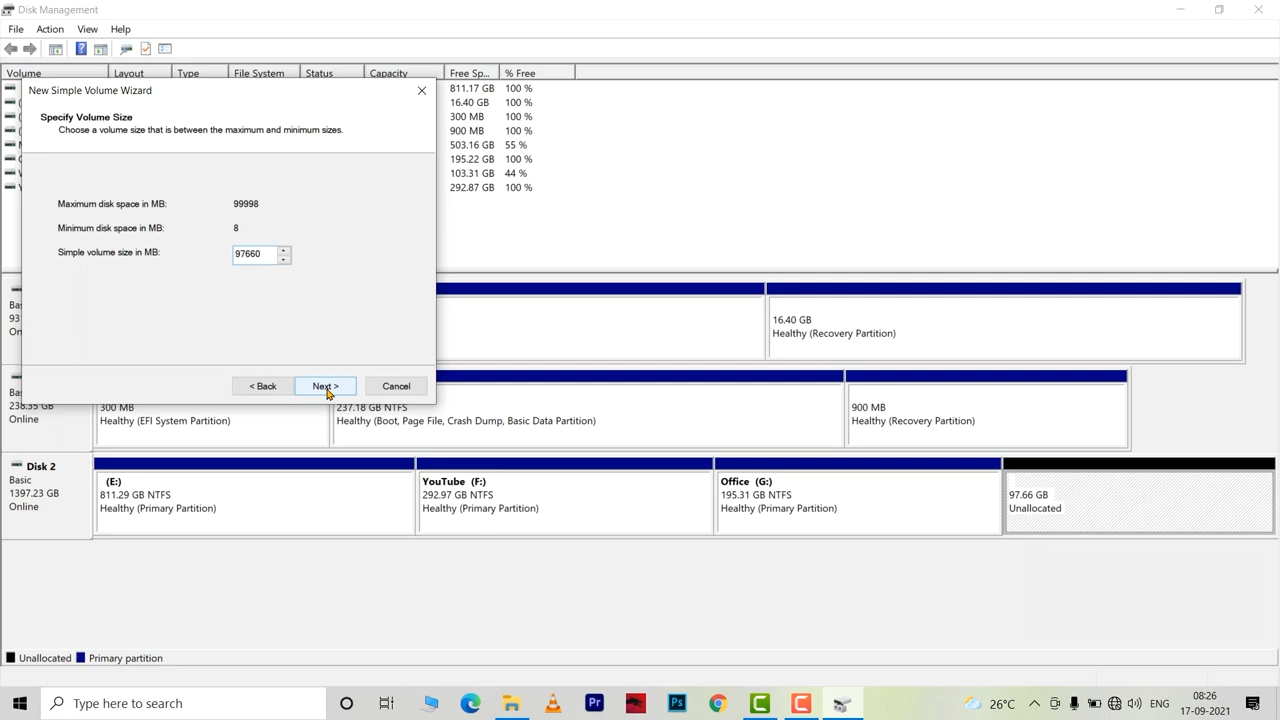 Disk Management
File Action View Help
Volume Layout Type File System Status Capacity Free Sp... % Free
811.17 GB 100 %
16.40 GB 100 %
300 MB 100 %
900 MB 100 %
503.16 GB 55 %
195.22 GB 100 %
103.31 GB 44 %
292.87 GB 100 %
New Simple Volume Wizard
Specify Volume Size
Choose a volume size that is between the maximum and minimum sizes.
Maximum disk space in MB: 99998
Minimum disk space in MB: 8
Simple volume size in MB: 97660
< Back Next > Cancel
16.40 GB
Healthy (Recovery Partition)
238.35 GB
Online
300 MB
Healthy (EFI System Partition)
237.18 GB NTFS
Healthy (Boot, Page File, Crash Dump, Basic Data Partition)
900 MB
Healthy (Recovery Partition)
Disk 2
Basic
1397.23 GB
Online
(E:)
811.29 GB NTFS
Healthy (Primary Partition)
YouTube (F:)
292.97 GB NTFS
Healthy (Primary Partition)
Office (G:)
195.31 GB NTFS
Healthy (Primary Partition)
97.66 GB
Unallocated
Unallocated Primary partition
Type here to search
Pr
Ps
26°C
ENG
08:26
17-09-2021